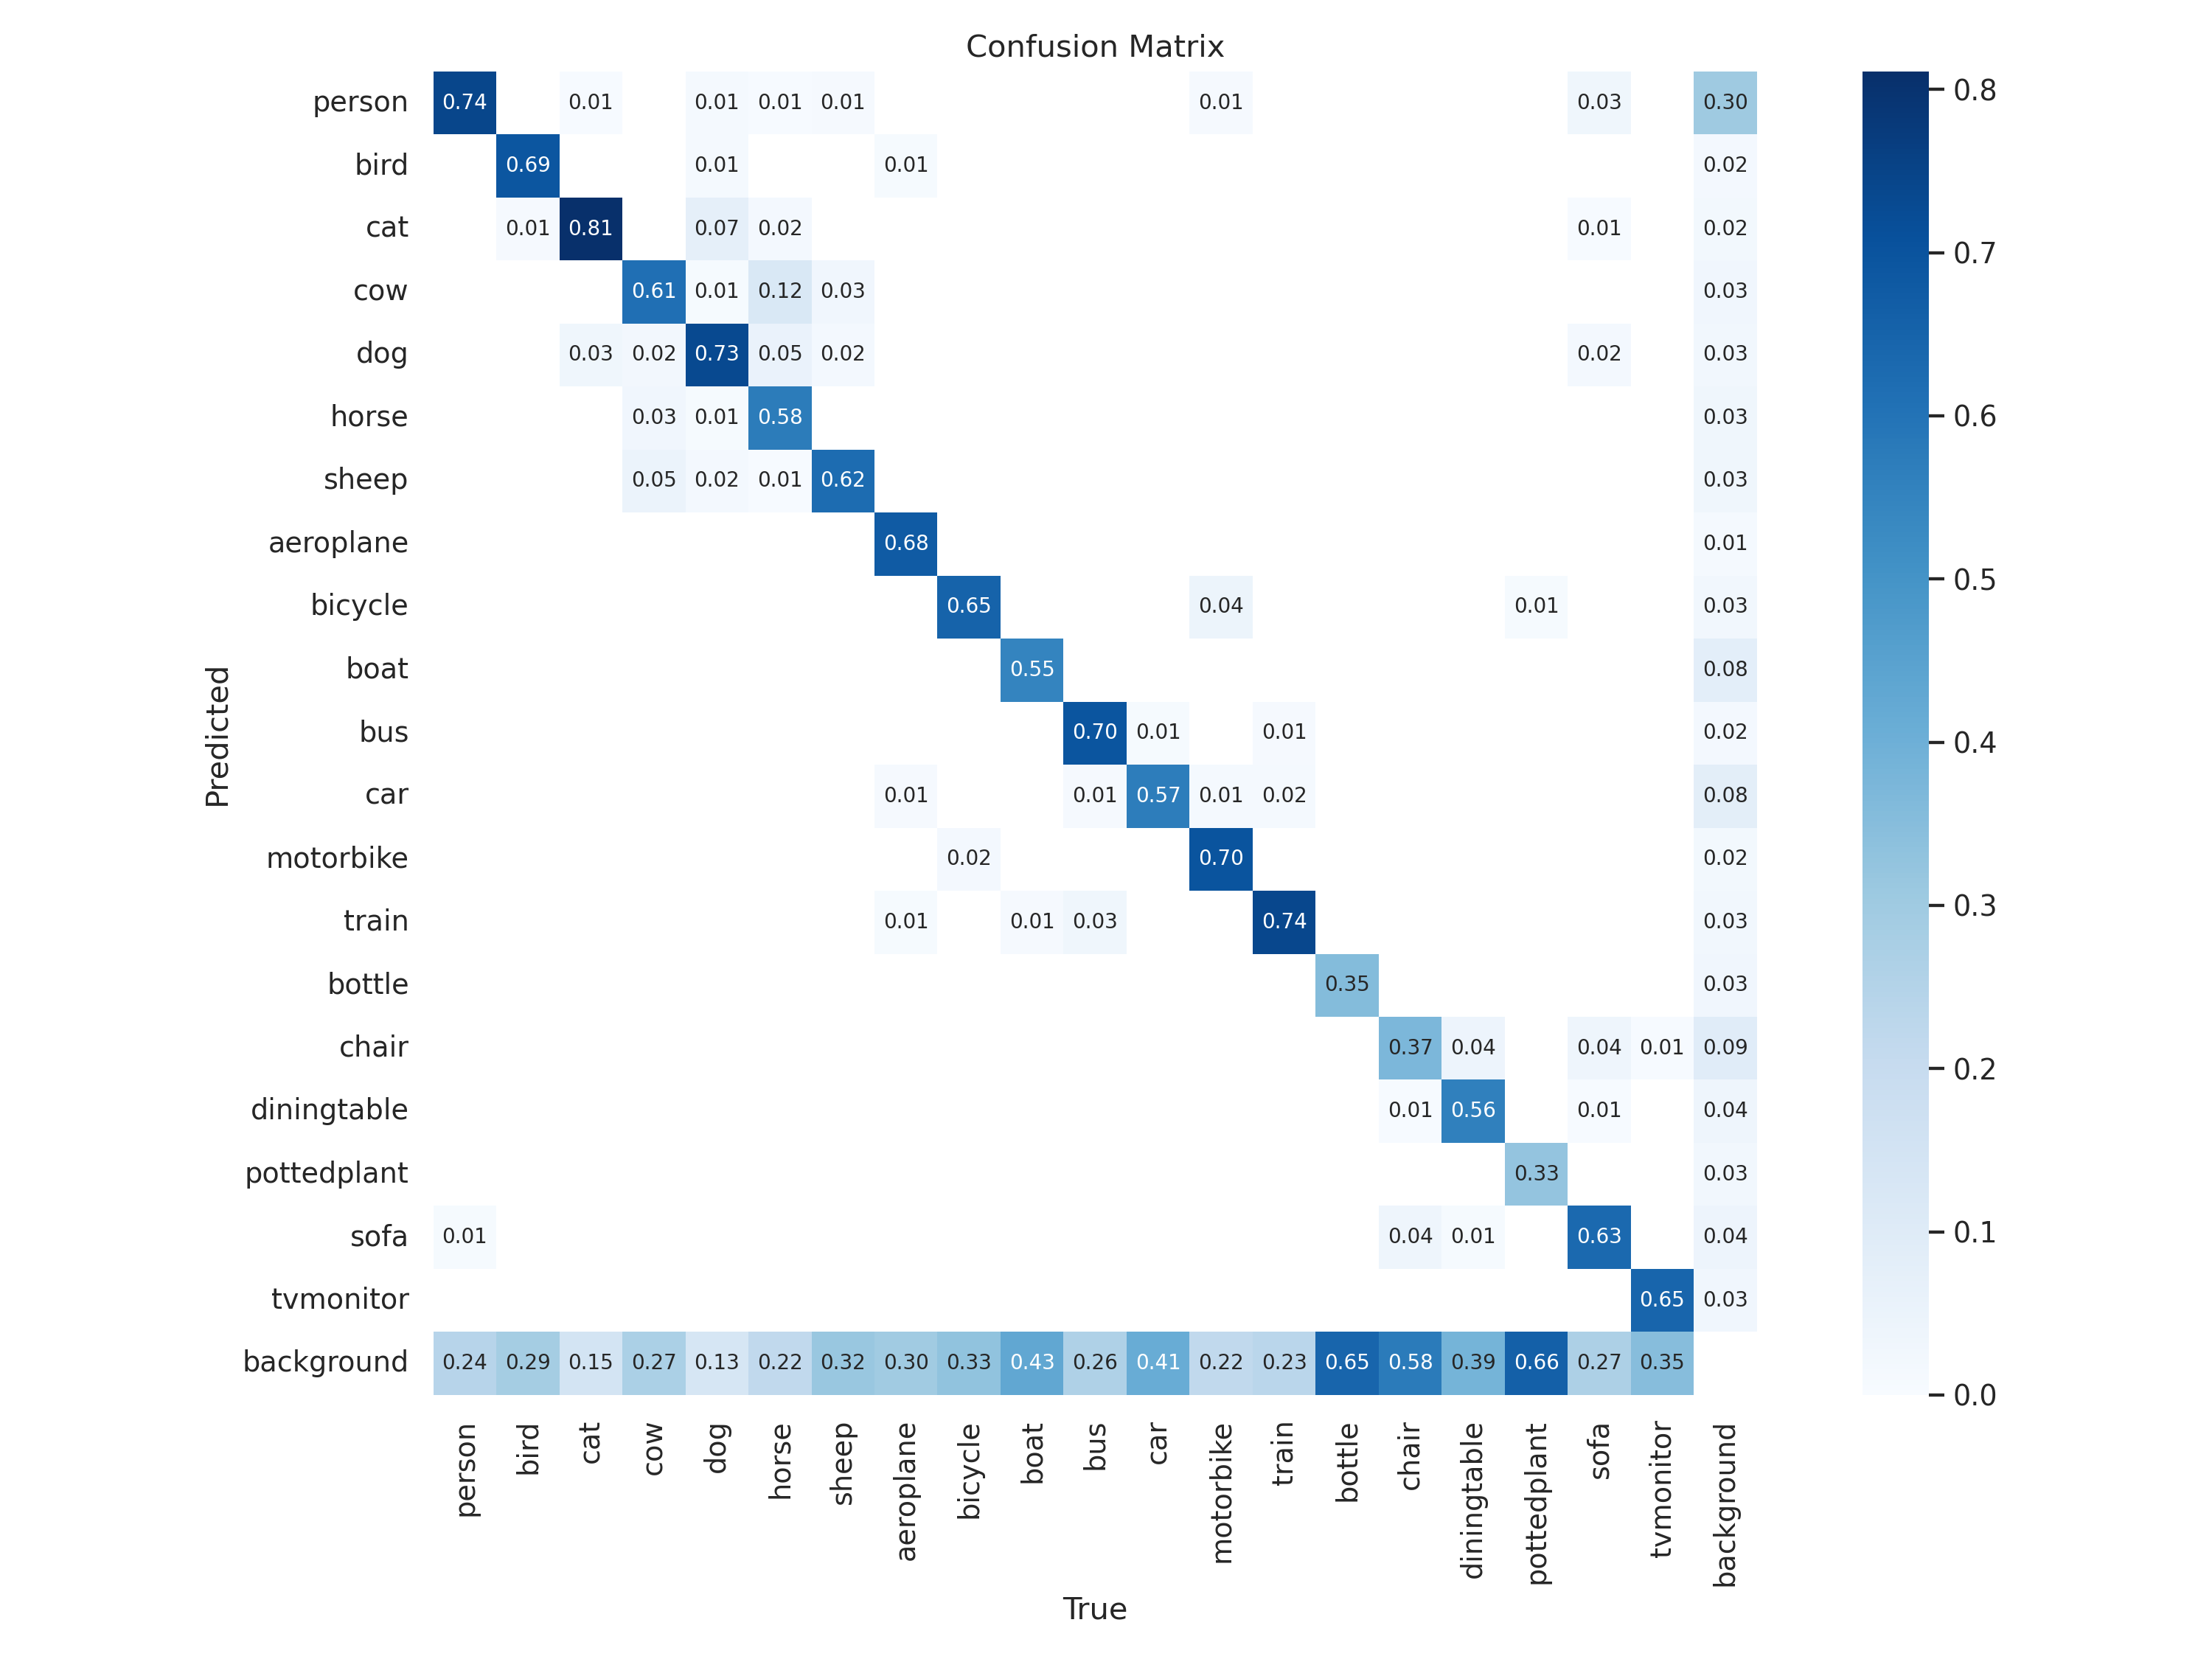 Confusion Matrix
person 0.74 0.01 0.01 0.01 0.01 0.01 0.03 0.30
bird 0.69 0.01 0.01 0.02
cat 0.01 0.81 0.07 0.02 0.01 0.02
cow 0.61 0.01 0.12 0.03 0.03
dog 0.03 0.02 0.73 0.05 0.02 0.02 0.03
horse 0.03 0.01 0.58 0.03
sheep 0.05 0.02 0.01 0.62 0.03
aeroplane 0.68 0.01
bicycle 0.65 0.04 0.01 0.03
boat 0.55 0.08
bus 0.70 0.01 0.01 0.02
car 0.01 0.01 0.57 0.01 0.02 0.08
motorbike 0.02 0.70 0.02
train 0.01 0.01 0.03 0.74 0.03
bottle 0.35 0.03
chair 0.37 0.04 0.04 0.01 0.09
diningtable 0.01 0.56 0.01 0.04
pottedplant 0.33 0.03
sofa 0.01 0.04 0.01 0.63 0.04
tvmonitor 0.65 0.03
background 0.24 0.29 0.15 0.27 0.13 0.22 0.32 0.30 0.33 0.43 0.26 0.41 0.22 0.23 0.65 0.58 0.39 0.66 0.27 0.35
person bird cat cow dog horse sheep aeroplane bicycle boat bus car motorbike train bottle chair diningtable pottedplant sofa tvmonitor background
True
Predicted
0.8
0.7
0.6
0.5
0.4
0.3
0.2
0.1
0.0